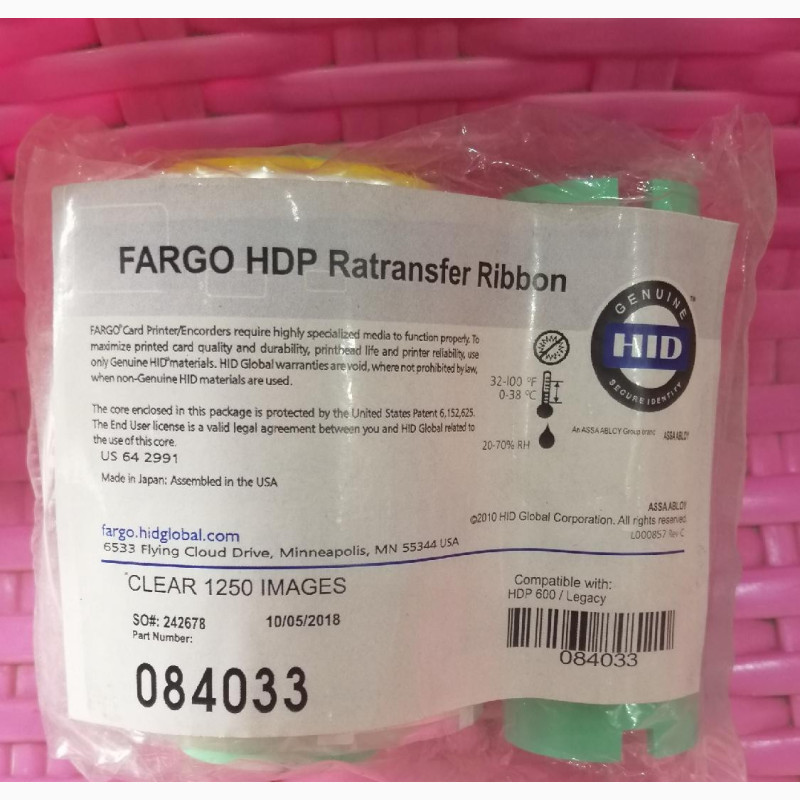 FARGO HDP Ratransfer Ribbon
FARGO®Card Printer/Encorders require highly specialized media to function properly. To
maximize printed card quality and durability, printhead life and printer reliability, use
only Genuine HID®materials. HID Global warranties are void, where not prohibited by law,
when non-Genuine HID materials are used.
The core enclosed in this package is protected by the United States Patent 6,152,625.
The End User license is a valid legal agreement between you and HID Global related to
the use of this core.
US 64 2991
Made in Japan; Assembled in the USA
GENUINE
HID
SECURE IDENTITY
™
32-100 °F
0-38 °C
20-70% RH
An ASSA ABLOY Group brand
ASSA ABLOY
ASSA ABLOY
©2010 HID Global Corporation. All rights reserved.
L000857 Rev C
fargo.hidglobal.com
6533 Flying Cloud Drive, Minneapolis, MN 55344 USA
CLEAR 1250 IMAGES
SO#: 242678 10/05/2018
Part Number:
084033
Compatible with:
HDP 600 / Legacy
084033